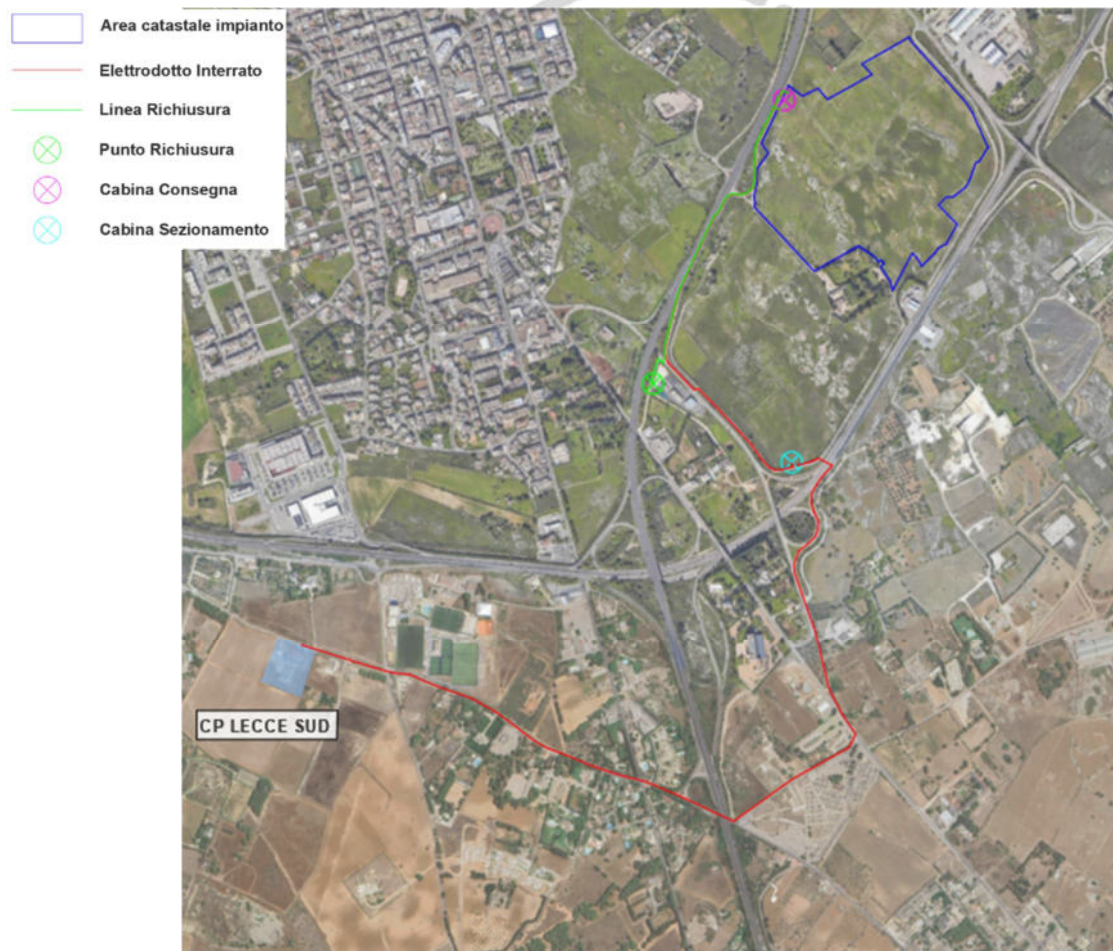 Area catastale impianto
Elettrodotto Interrato
Linea Richiusura
Punto Richiusura
Cabina Consegna
Cabina Sezionamento
CP LECCE SUD